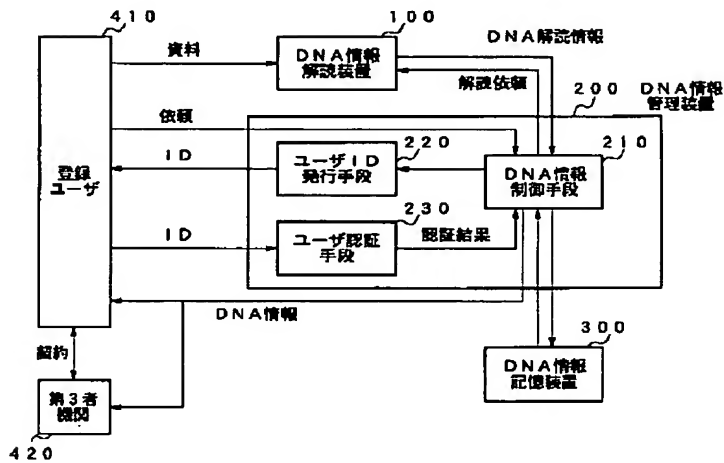 410
100
DNA解読情報
資料
DNA情報
解読装置
解読依頼
200
DNA情報
管理装置
依頼
ID
ユーザID
発行手段
220
210
登録
ユーザ
DNA情報
制御手段
230
ID
ユーザ認証
手段
認証結果
DNA情報
300
契約
DNA情報
記憶装置
第3者
機関
420